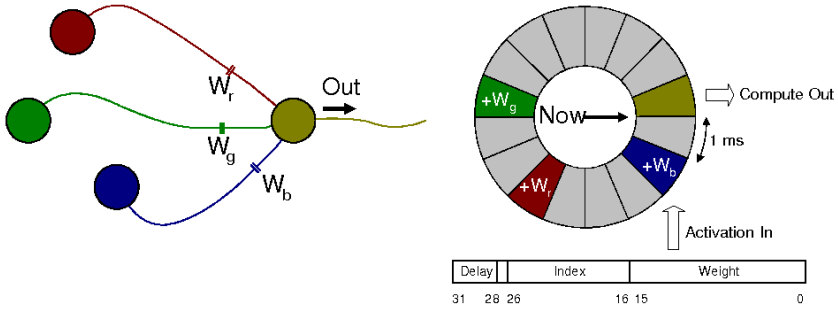 Out
Wr
Wg
Wb
+Wg
Now
Compute Out
1 ms
+Wb
+Wr
Activation In
Delay Index Weight
31 28 26 16 15 0